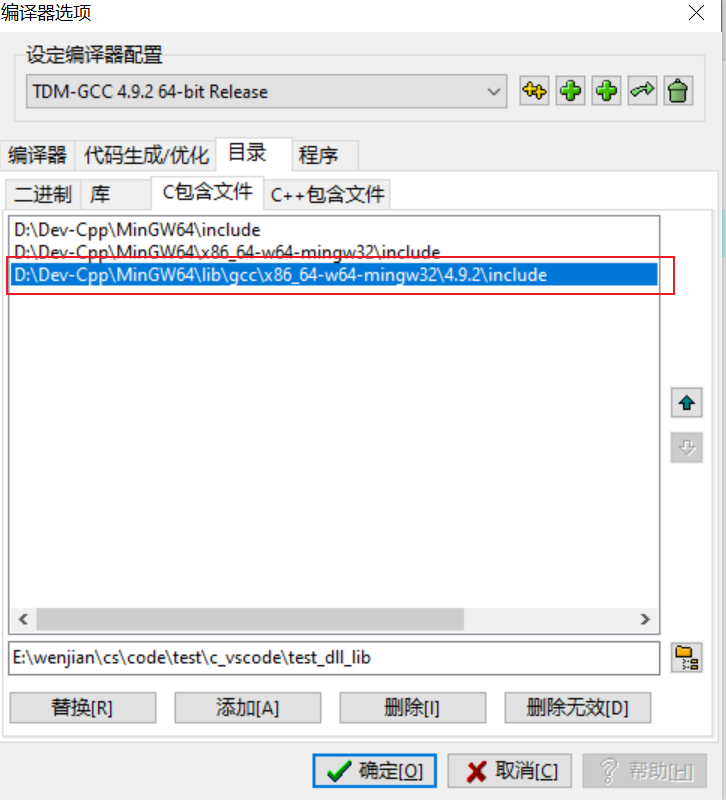 编译器选项
设定编译器配置
TDM-GCC 4.9.2 64-bit Release
编译器 代码生成/优化 目录 程序
二进制 库 C包含文件 C++包含文件
D:\Dev-Cpp\MinGW64\include
D:\Dev-Cpp\MinGW64\x86_64-w64-mingw32\include
D:\Dev-Cpp\MinGW64\lib\gcc\x86_64-w64-mingw32\4.9.2\include
E:\wenjian\cs\code\test\c_vscode\test_dll_lib
替换[R] 添加[A] 删除[I] 删除无效[D]
确定[O] 取消[C] 帮助[H]